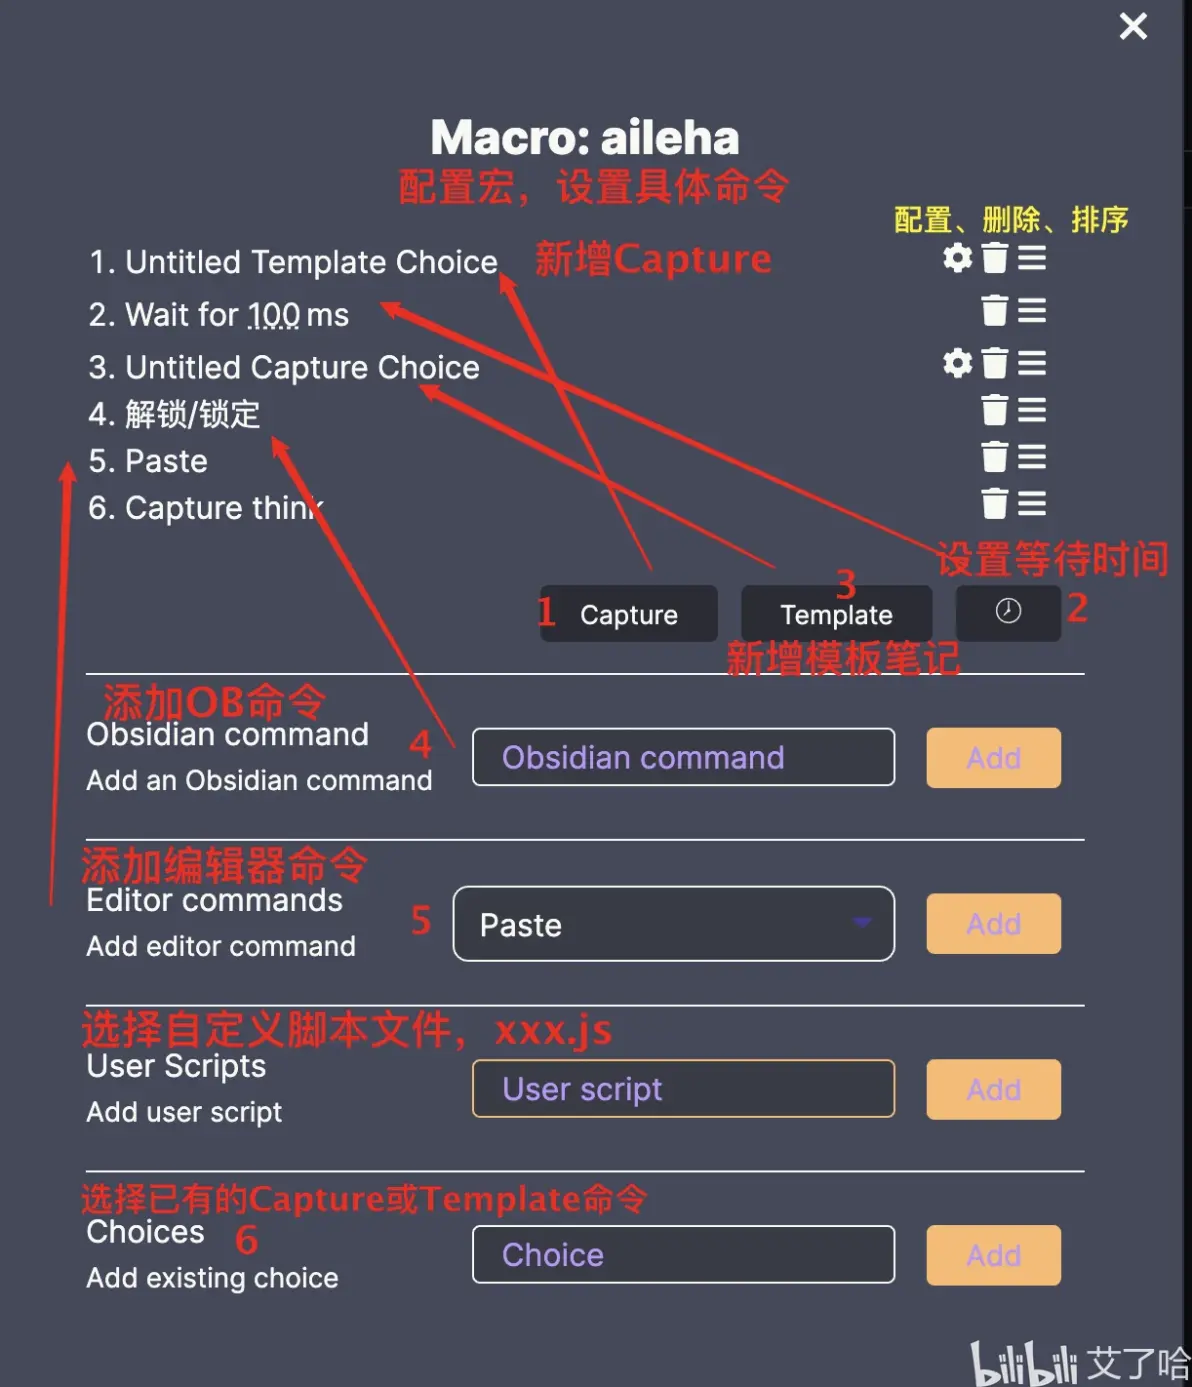 Macro: aileha
配置宏，设置具体命令
配置、删除、排序
1. Untitled Template Choice
新增Capture
2. Wait for 100 ms
3. Untitled Capture Choice
4. 解锁/锁定
5. Paste
6. Capture think
设置等待时间
1 Capture
3
Template
2
新增模板笔记
添加OB命令
Obsidian command
Add an Obsidian command
4
Obsidian command
Add
添加编辑器命令
Editor commands
Add editor command
5
Paste
Add
选择自定义脚本文件，xxx.js
User Scripts
Add user script
User script
Add
选择已有的Capture或Template命令
Choices
6
Add existing choice
Choice
Add
bilibili 艾了哈